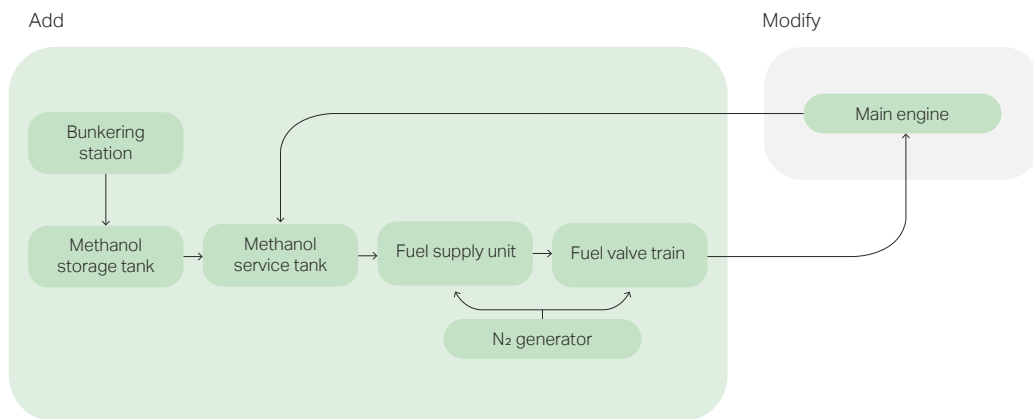 Add
Modify
Main engine
Bunkering
station
Methanol
storage tank
Methanol
service tank
Fuel supply unit
Fuel valve train
N₂ generator